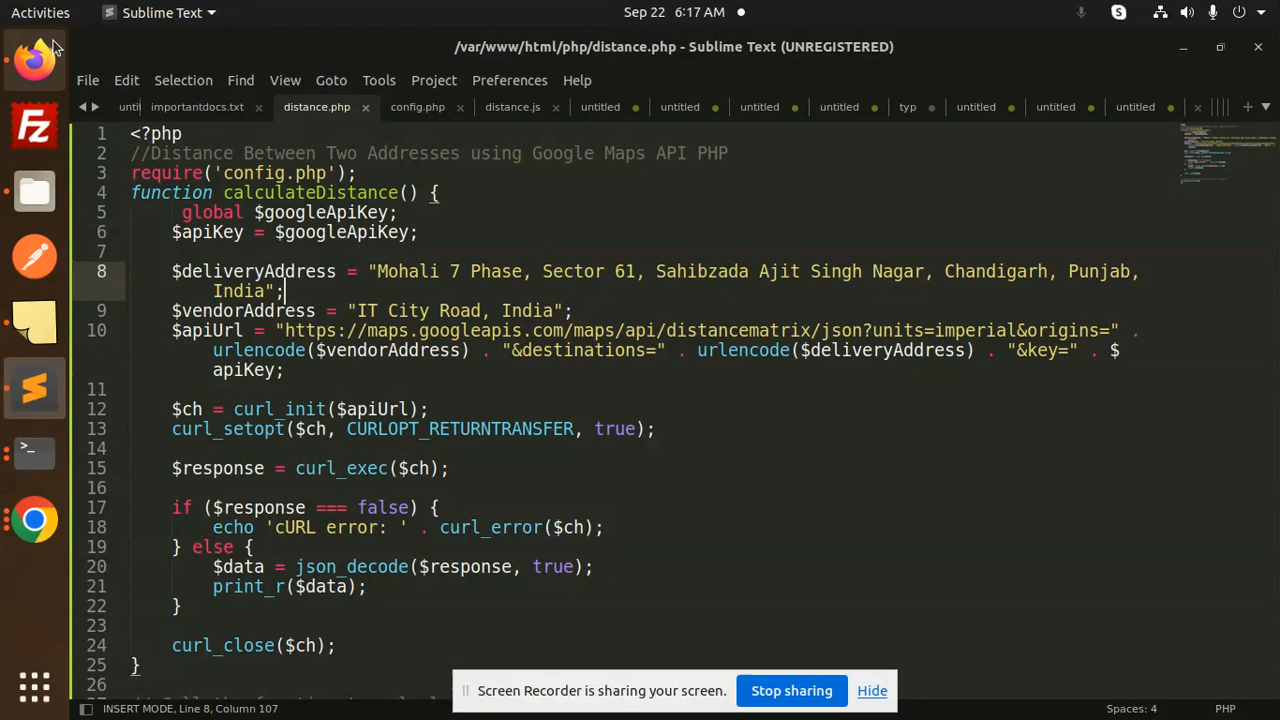 Activities Sublime Text Sep 22 6:17 AM
/var/www/html/php/distance.php - Sublime Text (UNREGISTERED)
File Edit Selection Find View Goto Tools Project Preferences Help
unti importantdocs.txt distance.php config.php distance.js untitled untitled untitled untitled typ untitled untitled untitled
1 <?php
2 //Distance Between Two Addresses using Google Maps API PHP
3 require('config.php');
4 function calculateDistance() {
5 global $googleApiKey;
6 $apiKey = $googleApiKey;
7
8 $deliveryAddress = "Mohali 7 Phase, Sector 61, Sahibzada Ajit Singh Nagar, Chandigarh, Punjab,
India";
9 $vendorAddress = "IT City Road, India";
10 $apiUrl = "https://maps.googleapis.com/maps/api/distancematrix/json?units=imperial&origins=" .
urlencode($vendorAddress) . "&destinations=" . urlencode($deliveryAddress) . "&key=" . $
apiKey;
11
12 $ch = curl_init($apiUrl);
13 curl_setopt($ch, CURLOPT_RETURNTRANSFER, true);
14
15 $response = curl_exec($ch);
16
17 if ($response === false) {
18 echo 'cURL error: ' . curl_error($ch);
19 } else {
20 $data = json_decode($response, true);
21 print_r($data);
22 }
23
24 curl_close($ch);
25 }
26
Screen Recorder is sharing your screen. Stop sharing Hide
INSERT MODE, Line 8, Column 107 Spaces: 4 PHP